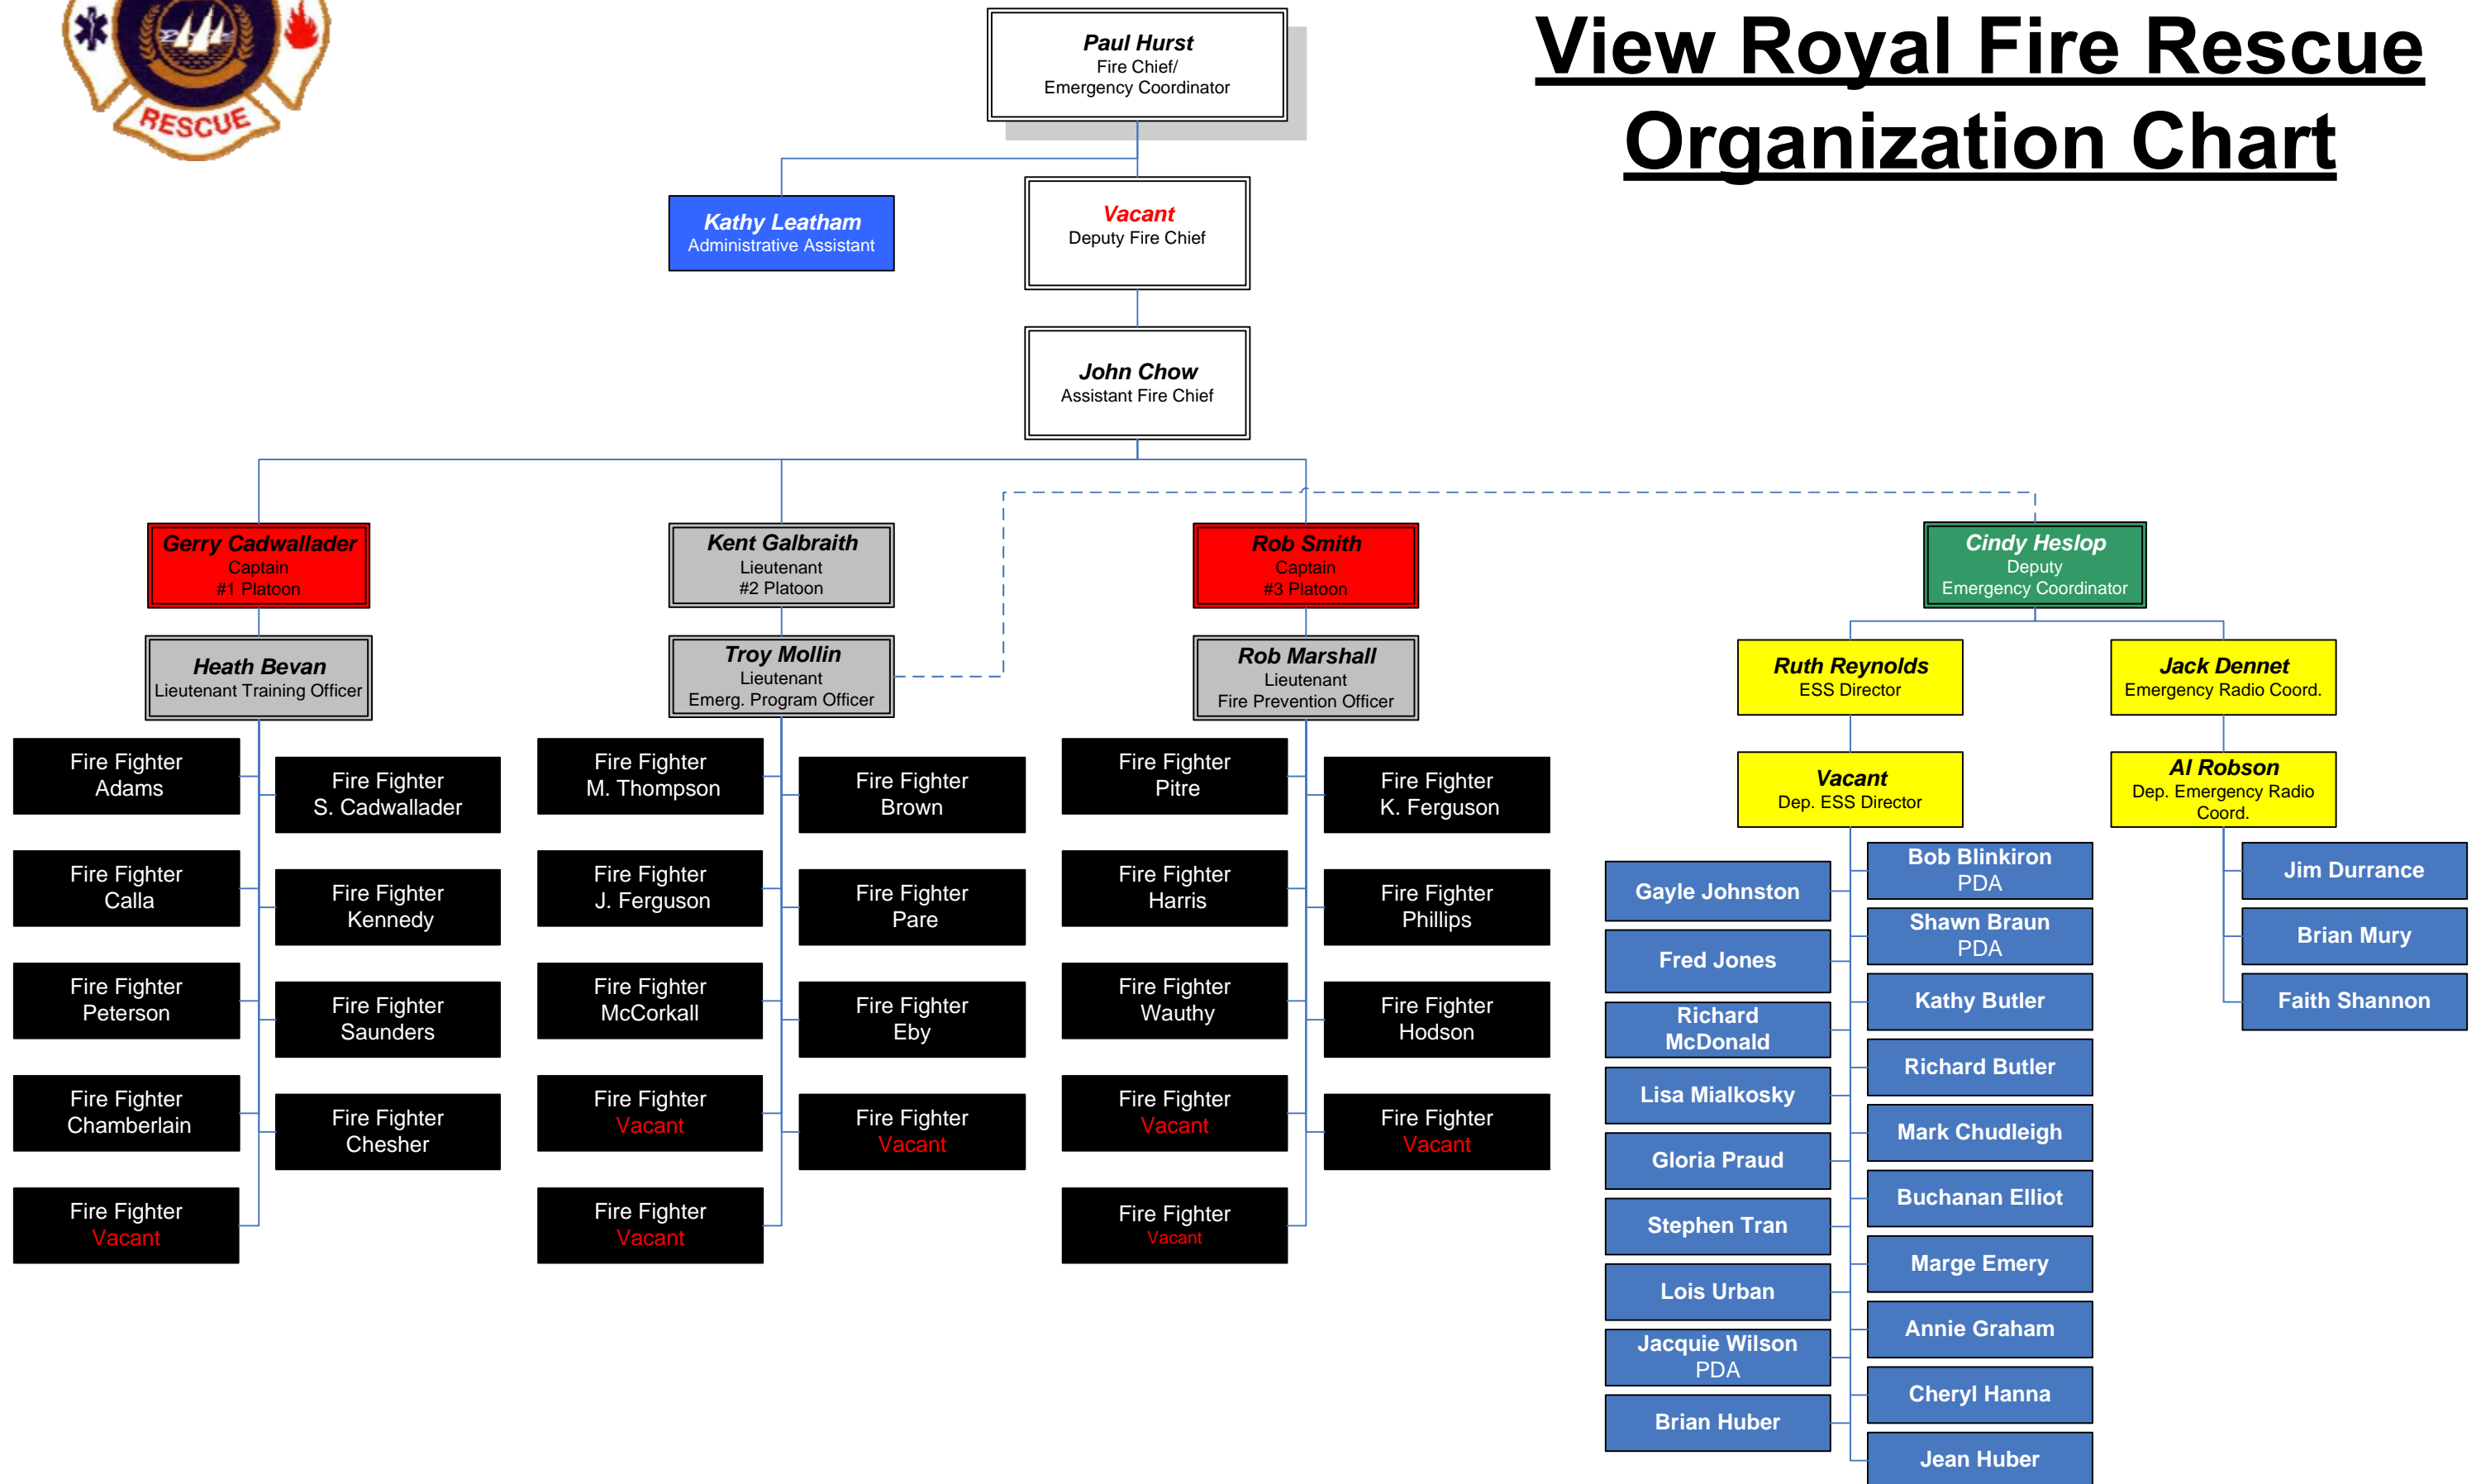 RESCUE
View Royal Fire Rescue
Organization Chart
Paul Hurst
Fire Chief/
Emergency Coordinator
Kathy Leatham
Administrative Assistant
Vacant
Deputy Fire Chief
John Chow
Assistant Fire Chief
Gerry Cadwallader
Captain
#1 Platoon
Kent Galbraith
Lieutenant
#2 Platoon
Rob Smith
Captain
#3 Platoon
Cindy Heslop
Deputy
Emergency Coordinator
Heath Bevan
Lieutenant Training Officer
Troy Mollin
Lieutenant
Emerg. Program Officer
Rob Marshall
Lieutenant
Fire Prevention Officer
Ruth Reynolds
ESS Director
Jack Dennet
Emergency Radio Coord.
Vacant
Dep. ESS Director
Al Robson
Dep. Emergency Radio
Coord.
Fire Fighter
Adams
Fire Fighter
S. Cadwallader
Fire Fighter
Calla
Fire Fighter
Kennedy
Fire Fighter
Peterson
Fire Fighter
Saunders
Fire Fighter
Chamberlain
Fire Fighter
Chesher
Fire Fighter
Vacant
Fire Fighter
M. Thompson
Fire Fighter
Brown
Fire Fighter
J. Ferguson
Fire Fighter
Pare
Fire Fighter
McCorkall
Fire Fighter
Eby
Fire Fighter
Vacant
Fire Fighter
Vacant
Fire Fighter
Vacant
Fire Fighter
Pitre
Fire Fighter
K. Ferguson
Fire Fighter
Harris
Fire Fighter
Phillips
Fire Fighter
Wauthy
Fire Fighter
Hodson
Fire Fighter
Vacant
Fire Fighter
Vacant
Fire Fighter
Vacant
Gayle Johnston
Fred Jones
Richard
McDonald
Lisa Mialkosky
Gloria Praud
Stephen Tran
Lois Urban
Jacquie Wilson
PDA
Brian Huber
Bob Blinkiron
PDA
Shawn Braun
PDA
Kathy Butler
Richard Butler
Mark Chudleigh
Buchanan Elliot
Marge Emery
Annie Graham
Cheryl Hanna
Jean Huber
Jim Durrance
Brian Mury
Faith Shannon